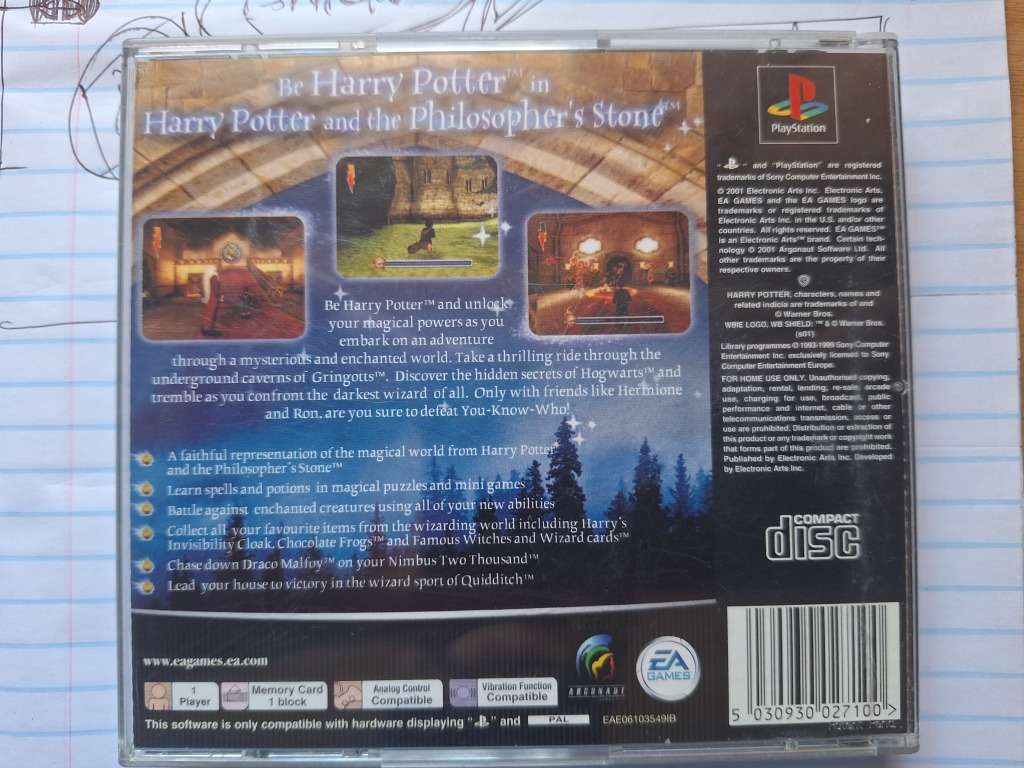 Be Harry Potter™ in
Harry Potter and the Philosopher's Stone™
Be Harry Potter™ and unlock
your magical powers as you
embark on an adventure
through a mysterious and enchanted world. Take a thrilling ride through the
underground caverns of Gringotts™. Discover the hidden secrets of Hogwarts™ and
tremble as you confront the darkest wizard of all. Only with friends like Hermione
and Ron, are you sure to defeat You-Know-Who!
A faithful representation of the magical world from Harry Potter
and the Philosopher's Stone™
Learn spells and potions in magical puzzles and mini games
Battle against enchanted creatures using all of your new abilities
Collect all your favourite items from the wizarding world including Harry's
Invisibility Cloak, Chocolate Frogs™ and Famous Witches and Wizard cards™
Chase down Draco Malfoy™ on your Nimbus Two Thousand™
Lead your house to victory in the wizard sport of Quidditch™
www.eagames.ea.com
1
Player
Memory Card
1 block
Analog Control
Compatible
Vibration Function
Compatible
ARGONAUT
EA
GAMES
This software is only compatible with hardware displaying " " and PAL
EAE06103549IB
PlayStation
" " and "PlayStation" are registered
trademarks of Sony Computer Entertainment Inc.
© 2001 Electronic Arts Inc. Electronic Arts,
EA GAMES and the EA GAMES logo are
trademarks or registered trademarks of
Electronic Arts Inc. in the U.S. and/or other
countries. All rights reserved. EA GAMES™
is an Electronic Arts™ brand. Certain tech-
nology © 2001 Argonaut Software Ltd. All
other trademarks are the property of their
respective owners.
HARRY POTTER, characters, names and
related indicia are trademarks of and
© Warner Bros.
WBIE LOGO, WB SHIELD: ™ & © Warner Bros.
(s01)
Library programmes © 1993-1999 Sony Computer
Entertainment Inc. exclusively licensed to Sony
Computer Entertainment Europe.
FOR HOME USE ONLY. Unauthorised copying,
adaptation, rental, lending, re-sale, arcade
use, charging for use, broadcast, public
performance and internet, cable or other
telecommunications transmission, access or
use are prohibited. Distribution or extraction of
this product or any trademark or copyright work
that forms part of this product are prohibited.
Published by Electronic Arts Inc. Developed
by Electronic Arts Inc.
COMPACT
disc
5 030930 027100 >